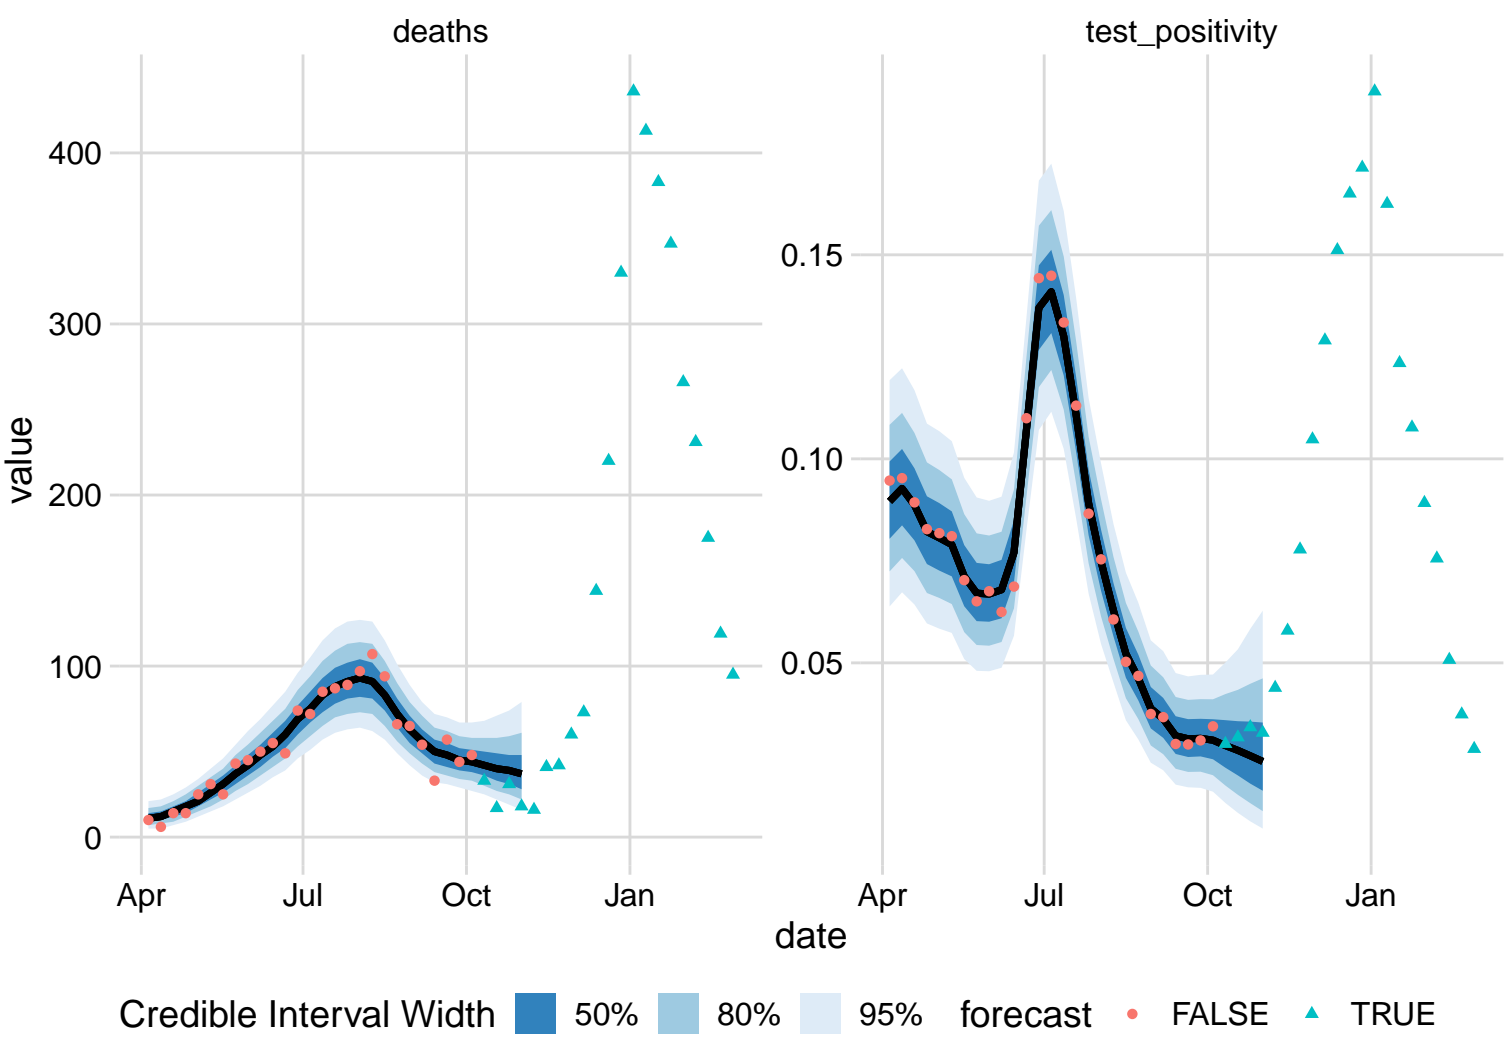 deaths
test_positivity
value
400
300
200
100
0
0.15
0.10
0.05
Apr Jul Oct Jan
Apr Jul Oct Jan
date
Credible Interval Width 50% 80% 95% forecast FALSE TRUE